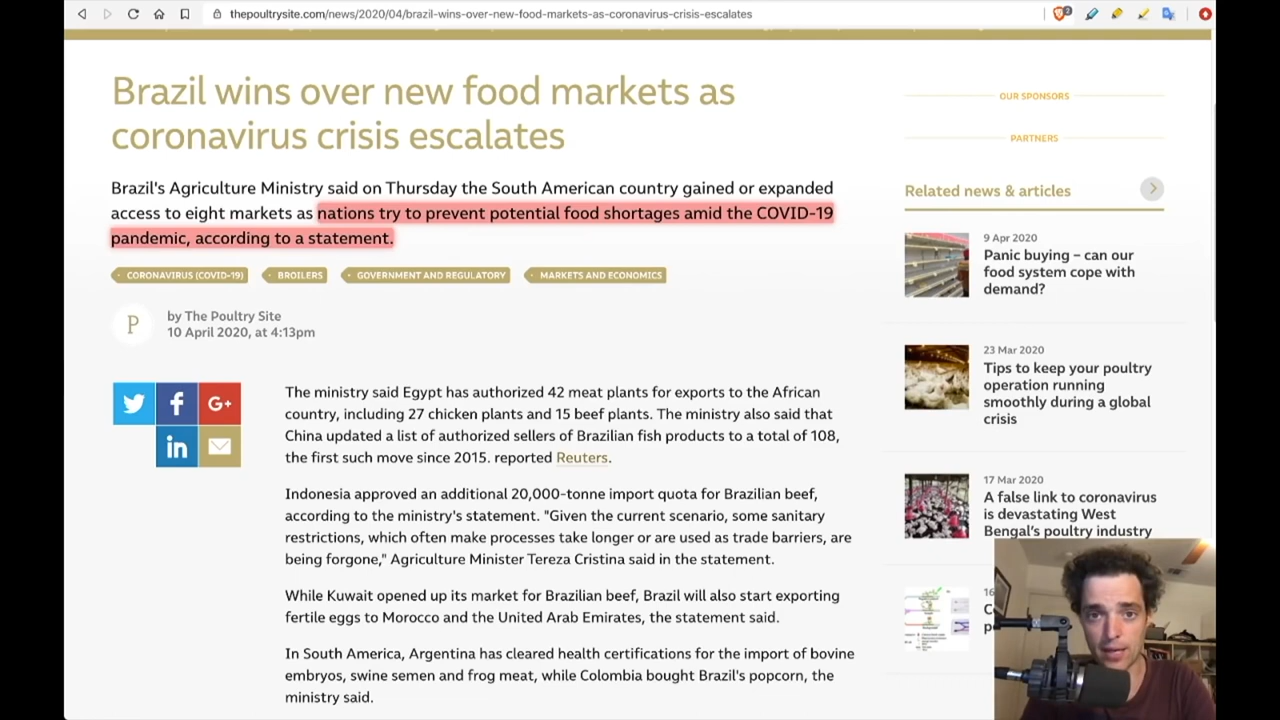 thepoultrysite.com/news/2020/04/brazil-wins-over-new-food-markets-as-coronavirus-crisis-escalates
2
Brazil wins over new food markets as
coronavirus crisis escalates
Brazil's Agriculture Ministry said on Thursday the South American country gained or expanded
access to eight markets as nations try to prevent potential food shortages amid the COVID-19
pandemic, according to a statement.
CORONAVIRUS (COVID-19)
BROILERS
GOVERNMENT AND REGULATORY
MARKETS AND ECONOMICS
P
by The Poultry Site
10 April 2020, at 4:13pm
f
G+
in
The ministry said Egypt has authorized 42 meat plants for exports to the African
country, including 27 chicken plants and 15 beef plants. The ministry also said that
China updated a list of authorized sellers of Brazilian fish products to a total of 108,
the first such move since 2015. reported Reuters.
Indonesia approved an additional 20,000-tonne import quota for Brazilian beef,
according to the ministry's statement. "Given the current scenario, some sanitary
restrictions, which often make processes take longer or are used as trade barriers, are
being forgone," Agriculture Minister Tereza Cristina said in the statement.
While Kuwait opened up its market for Brazilian beef, Brazil will also start exporting
fertile eggs to Morocco and the United Arab Emirates, the statement said.
In South America, Argentina has cleared health certifications for the import of bovine
embryos, swine semen and frog meat, while Colombia bought Brazil's popcorn, the
ministry said.
OUR SPONSORS
PARTNERS
Related news & articles
9 Apr 2020
Panic buying – can our
food system cope with
demand?
23 Mar 2020
Tips to keep your poultry
operation running
smoothly during a global
crisis
17 Mar 2020
A false link to coronavirus
is devastating West
Bengal's poultry industry